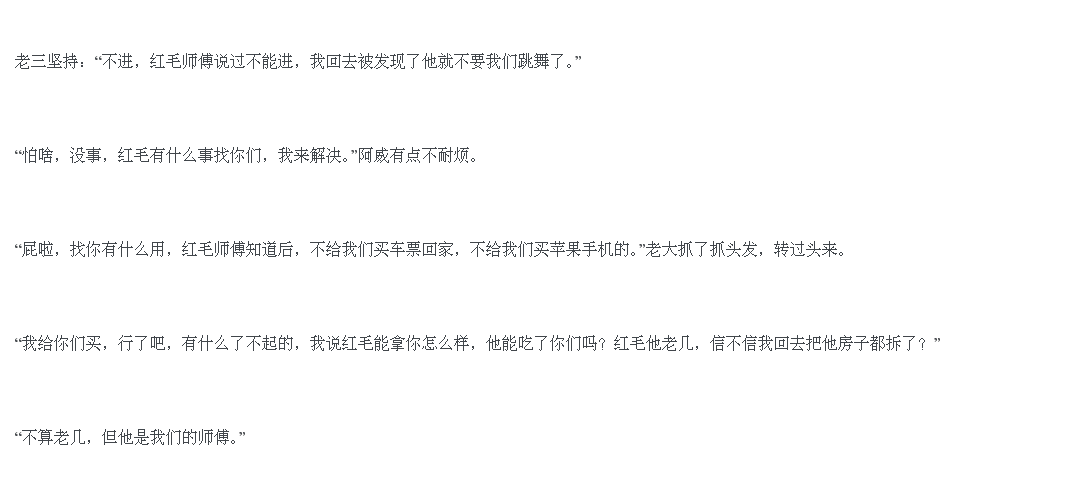 老三坚持：“不进，红毛师傅说过不能进，我回去被发现了他就不要我们跳舞了。”
“怕啥，没事，红毛有什么事找你们，我来解决。”阿威有点不耐烦。
“屁啦，找你有什么用，红毛师傅知道后，不给我们买车票回家，不给我们买苹果手机的。”老大抓了抓头发，转过头来。
“我给你们买，行了吧，有什么了不起的，我说红毛能拿你怎么样，他能吃了你们吗？红毛他老几，信不信我回去把他房子都拆了？”
“不算老几，但他是我们的师傅。”